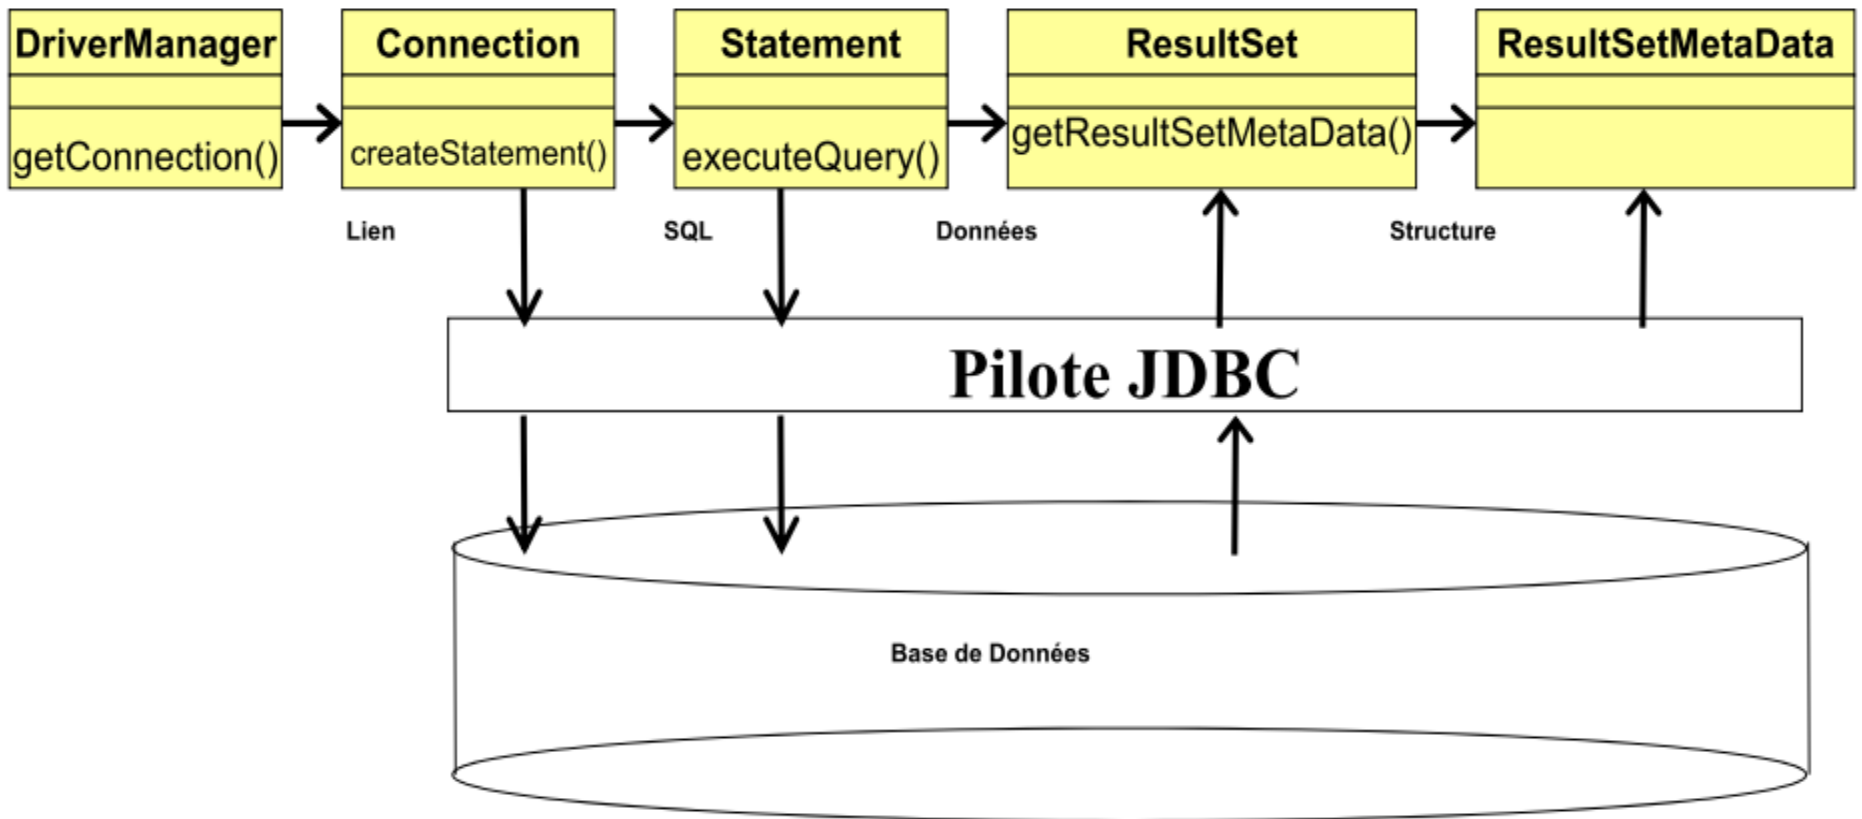 DriverManager
Connection
Statement
ResultSet
ResultSetMetaData
getConnection()
createStatement()
executeQuery()
getResultSetMetaData()
Lien
SQL
Données
Structure
Pilote JDBC
Base de Données